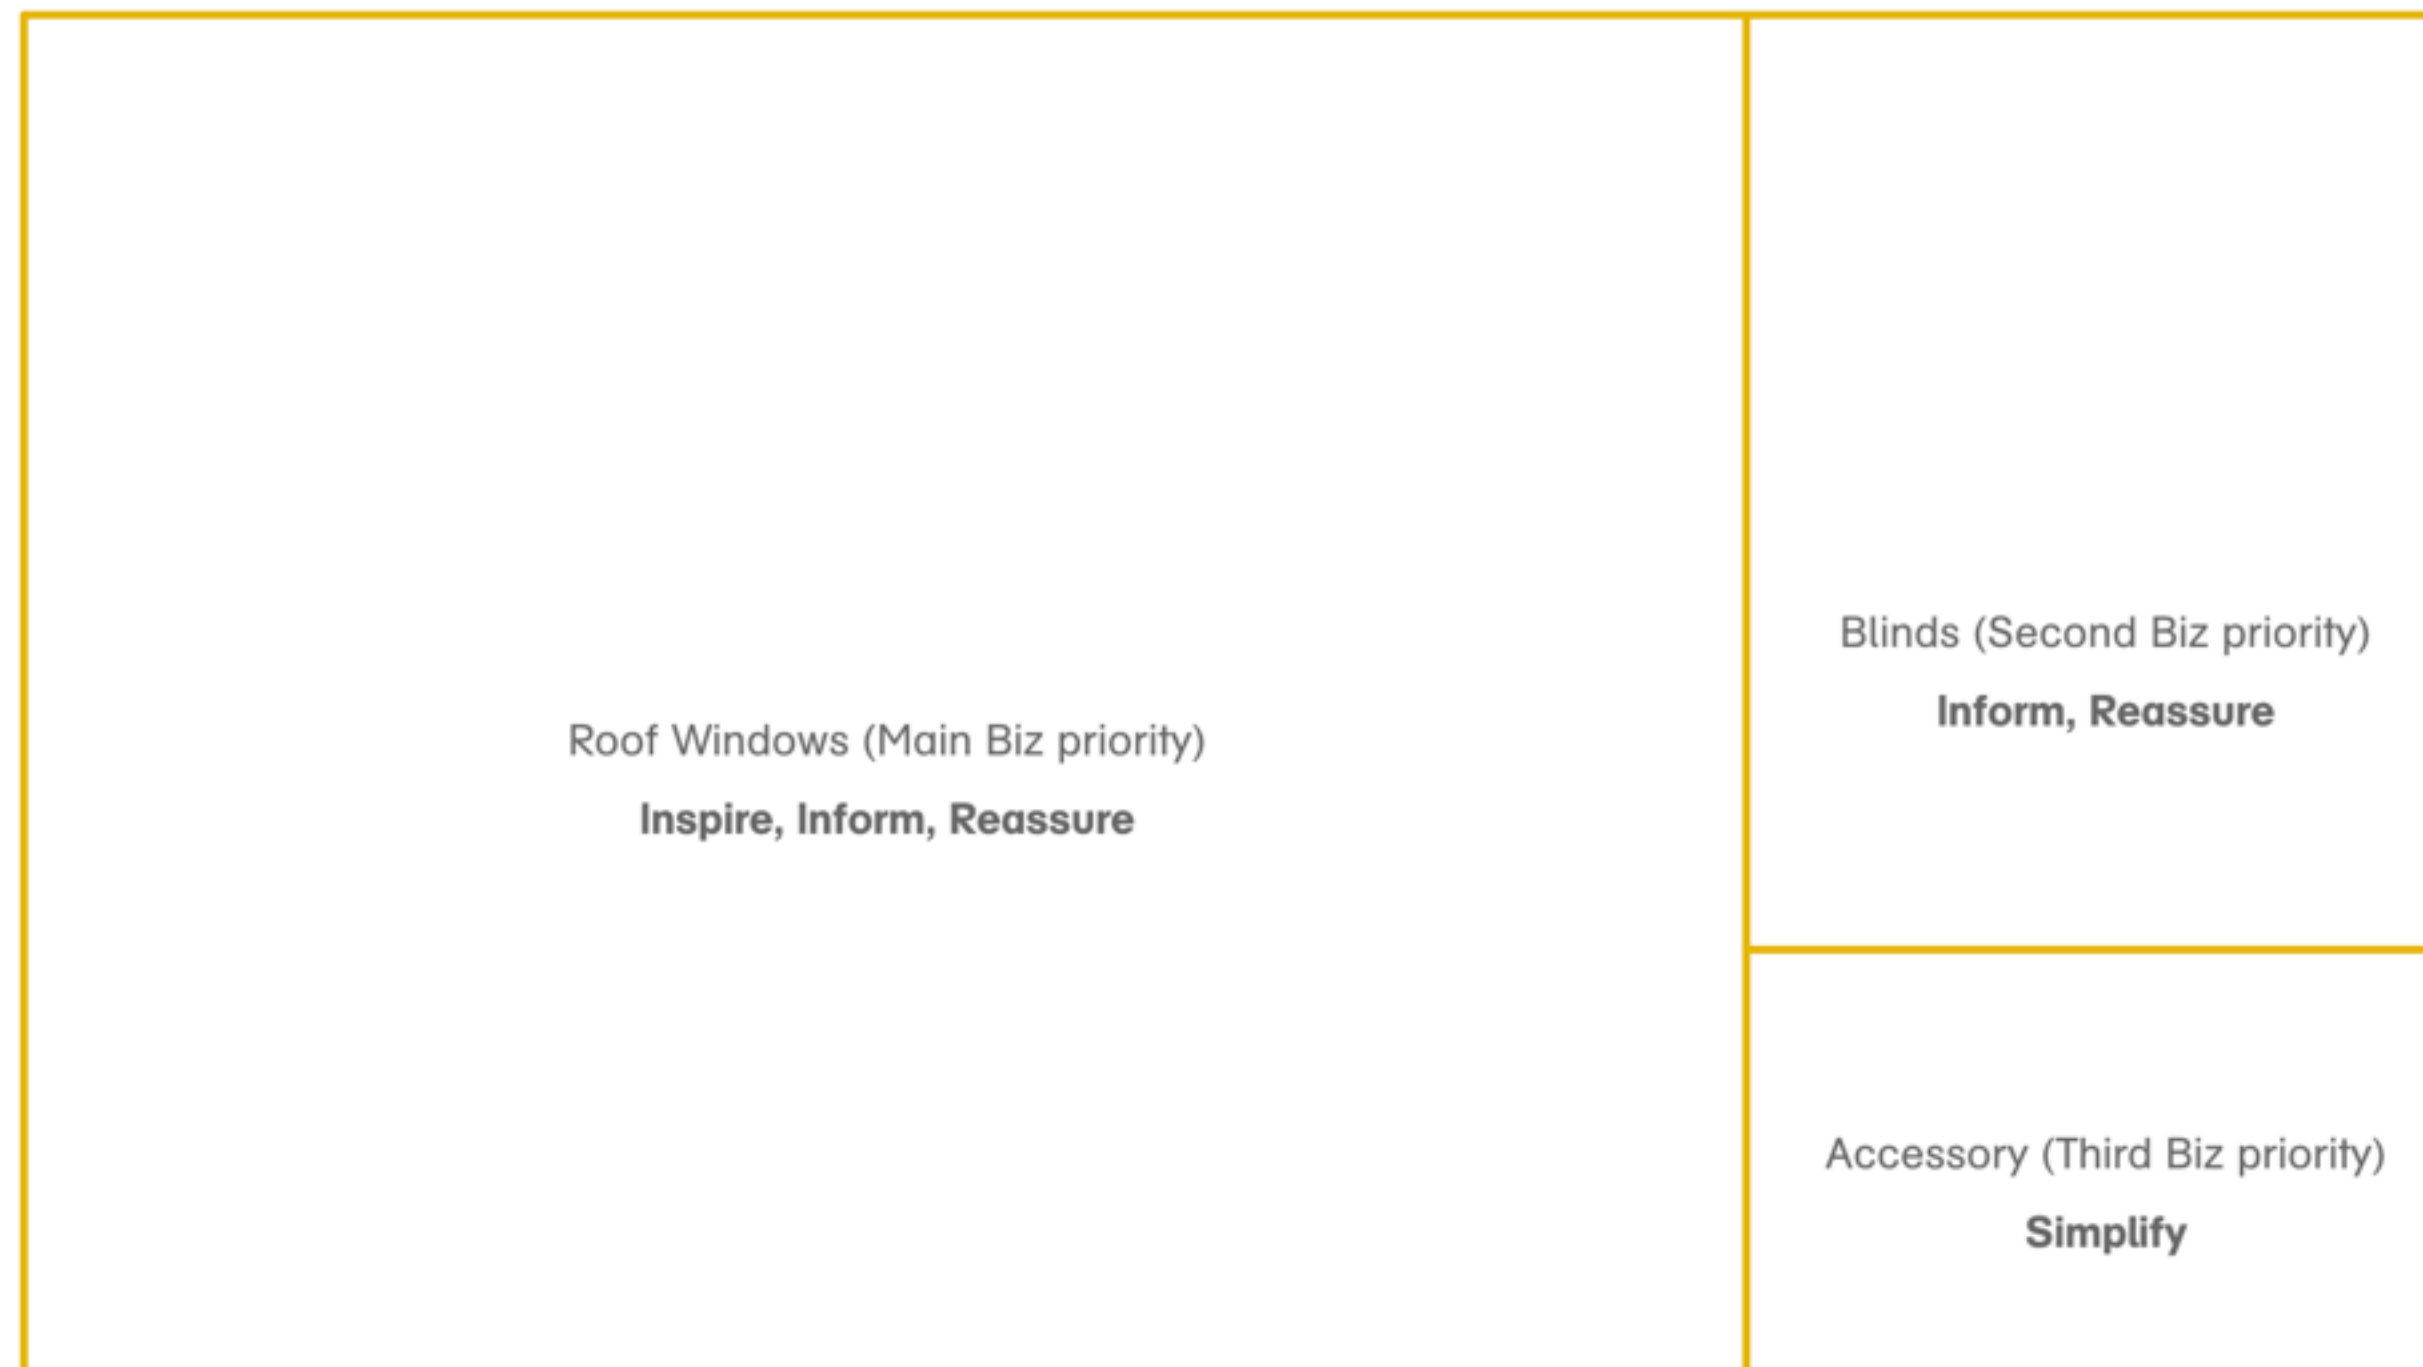 Roof Windows (Main Biz priority)
Inspire, Inform, Reassure
Blinds (Second Biz priority)
Inform, Reassure
Accessory (Third Biz priority)
Simplify